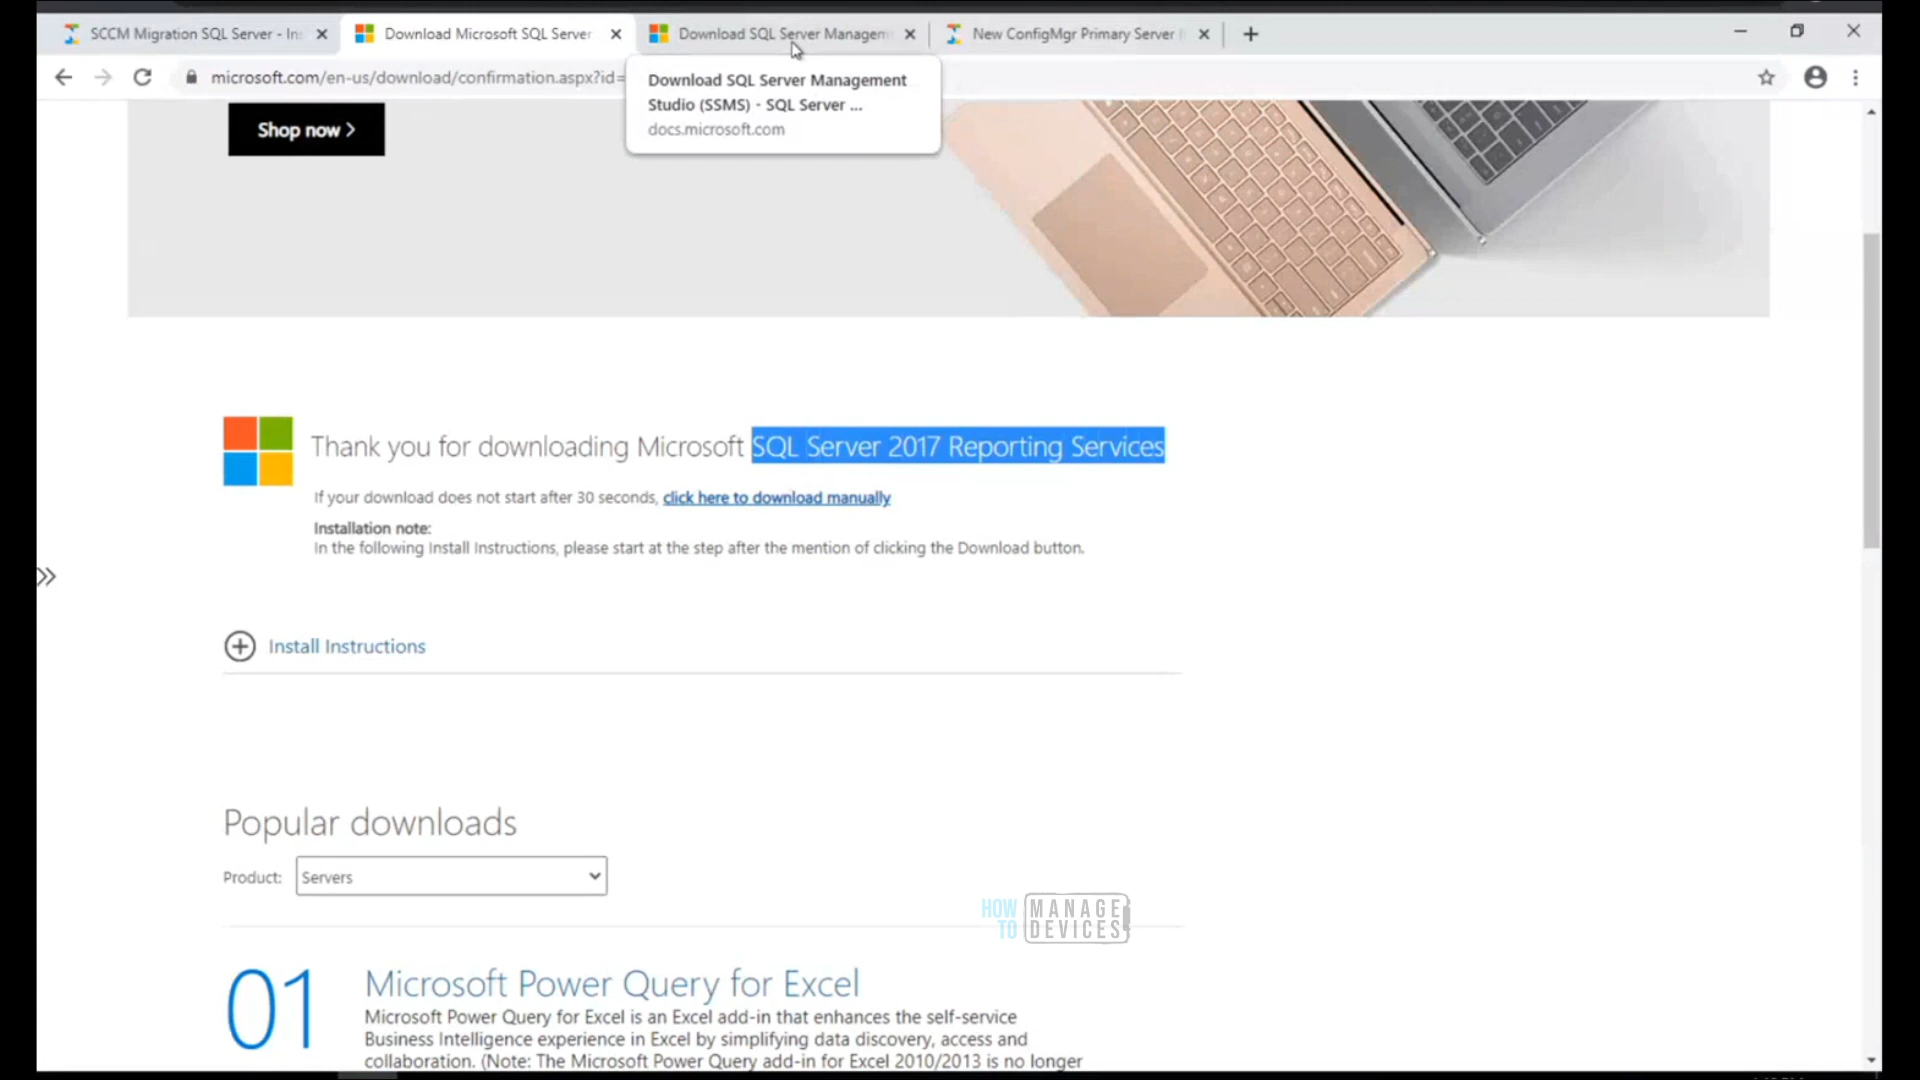 SCCM Migration SQL Server - In
Download Microsoft SQL Server
Download SQL Server Managem
New ConfigMgr Primary Server
microsoft.com/en-us/download/confirmation.aspx?id=
Download SQL Server Management
Studio (SSMS) - SQL Server ...
docs.microsoft.com
Shop now
Thank you for downloading Microsoft SQL Server 2017 Reporting Services
If your download does not start after 30 seconds, click here to download manually
Installation note:
In the following Install Instructions, please start at the step after the mention of clicking the Download button.
Install Instructions
Popular downloads
Product: Servers
HOW TO MANAGE DEVICES
01
Microsoft Power Query for Excel
Microsoft Power Query for Excel is an Excel add-in that enhances the self-service
Business Intelligence experience in Excel by simplifying data discovery, access and
collaboration. (Note: The Microsoft Power Query add-in for Excel 2010/2013 is no longer